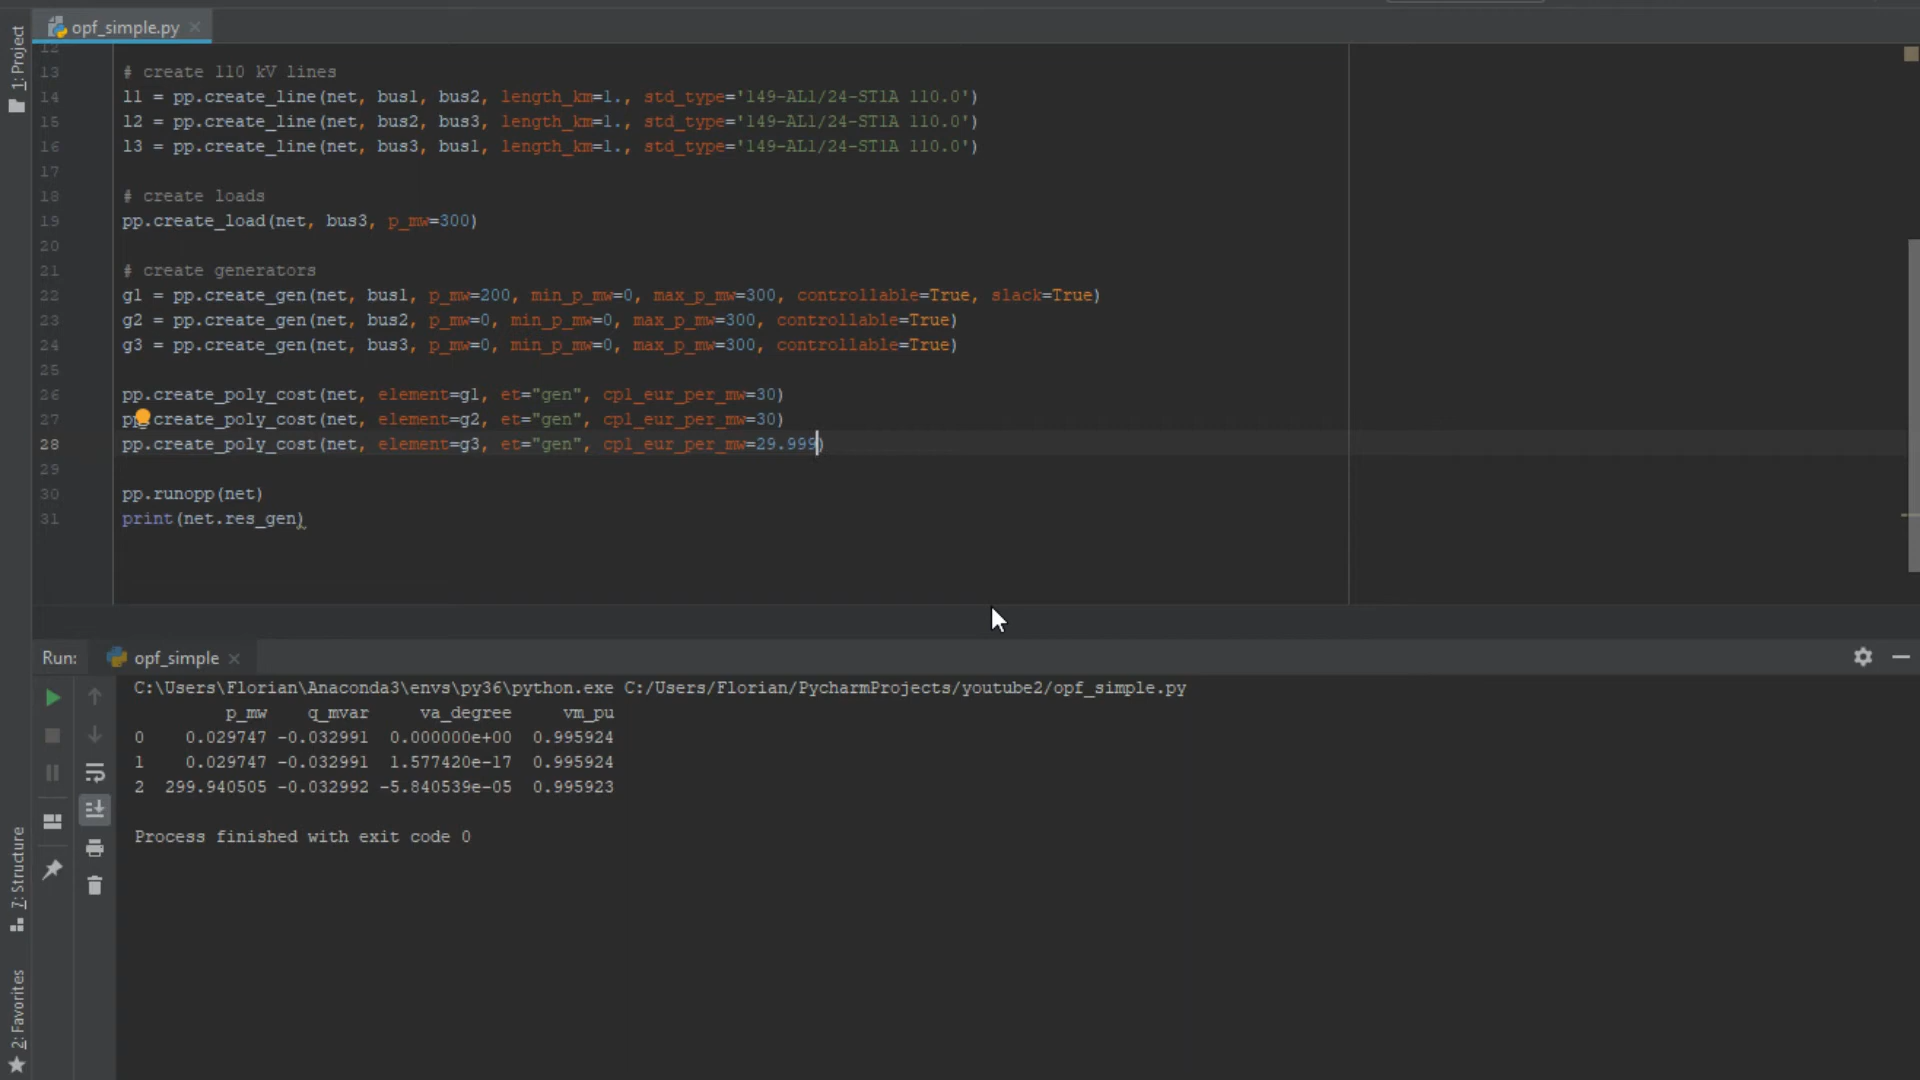 opf_simple.py
1: Project
12
13 # create 110 kV lines
14 l1 = pp.create_line(net, bus1, bus2, length_km=1., std_type='149-AL1/24-ST1A 110.0')
15 l2 = pp.create_line(net, bus2, bus3, length_km=1., std_type='149-AL1/24-ST1A 110.0')
16 l3 = pp.create_line(net, bus3, bus1, length_km=1., std_type='149-AL1/24-ST1A 110.0')
17
18 # create loads
19 pp.create_load(net, bus3, p_mw=300)
20
21 # create generators
22 g1 = pp.create_gen(net, bus1, p_mw=200, min_p_mw=0, max_p_mw=300, controllable=True, slack=True)
23 g2 = pp.create_gen(net, bus2, p_mw=0, min_p_mw=0, max_p_mw=300, controllable=True)
24 g3 = pp.create_gen(net, bus3, p_mw=0, min_p_mw=0, max_p_mw=300, controllable=True)
25
26 pp.create_poly_cost(net, element=g1, et="gen", cp1_eur_per_mw=30)
27 pp.create_poly_cost(net, element=g2, et="gen", cp1_eur_per_mw=30)
28 pp.create_poly_cost(net, element=g3, et="gen", cp1_eur_per_mw=29.999)
29
30 pp.runopp(net)
31 print(net.res_gen)
Run: opf_simple
C:\Users\Florian\Anaconda3\envs\py36\python.exe C:/Users/Florian/PycharmProjects/youtube2/opf_simple.py
p_mw q_mvar va_degree vm_pu
0 0.029747 -0.032991 0.000000e+00 0.995924
1 0.029747 -0.032991 1.577420e-17 0.995924
2 299.940505 -0.032992 -5.840539e-05 0.995923
Process finished with exit code 0
7: Structure
2: Favorites